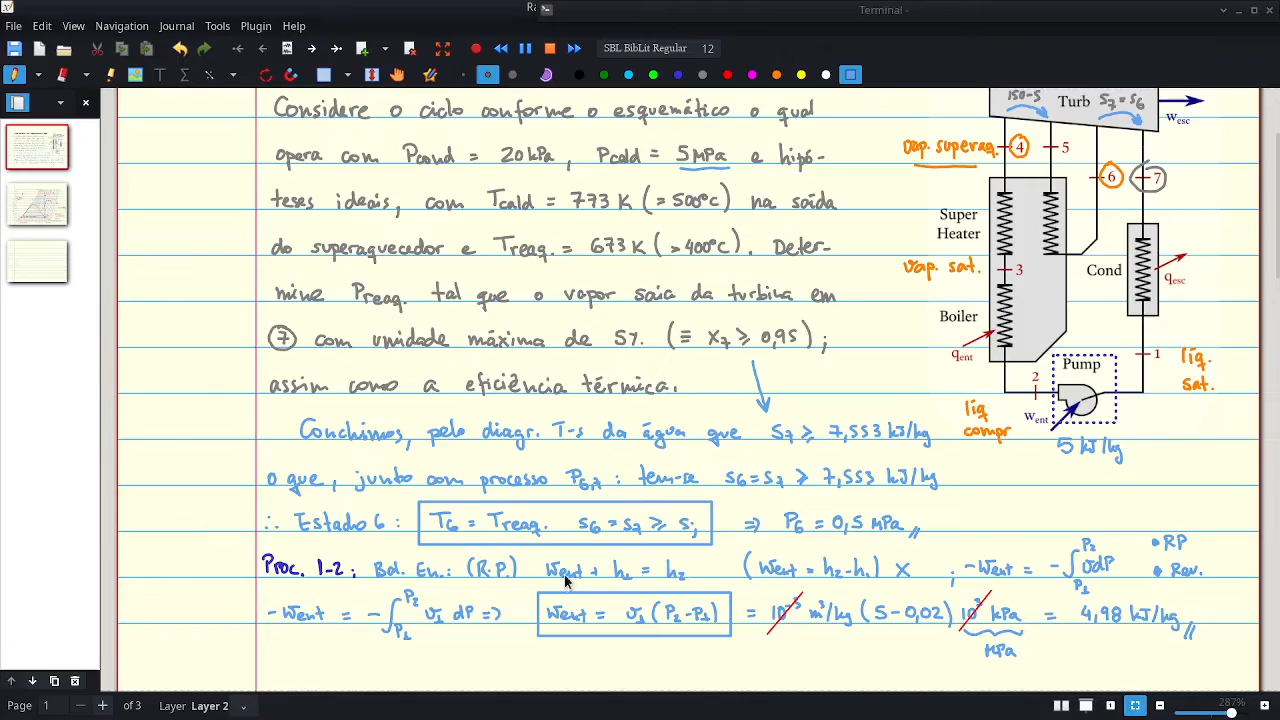 Ra
Terminal -
File Edit View Navigation Journal Tools Plugin Help
SBL BibLit Regular 12
Considere o ciclo conforme o esquemático o qual
opera com Pcond = 20 kPa, Pcald = 5 MPa e hipó-
teses ideais, com Tcald = 773 K (= 500°C) na saída
do superaquecedor e Treaq. = 673 K (= 400°C). Deter-
mine Preaq. tal que o vapor saia da turbina em
⑦ com umidade máxima de 5%. (≡ x₇ ≥ 0,95);
assim como a eficiência térmica.
Concluimos, pelo diagr. T-s da água que s₇ ≥ 7,553 kJ/kg
o que, junto com processo P₆,₇: tem-se s₆=s₇ ≥ 7,553 kJ/kg
∴ Estado 6: T₆ = Treaq. s₆ = s₇ ≥ s; ⇒ P₆ = 0,5 MPa //
Proc. 1-2: Bal. En.: (R.P.) Went + h₁ = h₂ (Went = h₂-h₁) X ; -Went = -∫P₁P₂ vdP • RP • Rev.
-Went = -∫P₁P₂ v₁ dP => Went = v₁ (P₂-P₁) = 10⁻³ m³/kg (5-0,02) 10³ kPa = 4,98 kJ/kg //
MPa
150-S
Turb
S₇=S₆
wesc
vap. superaq. 4
5
6
7
Super
Heater
vap. sat. 3
Cond
qesc
Boiler
qent
Pump
1
líq.
sat.
2
líq
compr
went
5 kJ/kg
Page 1 of 3 Layer Layer 2
287%